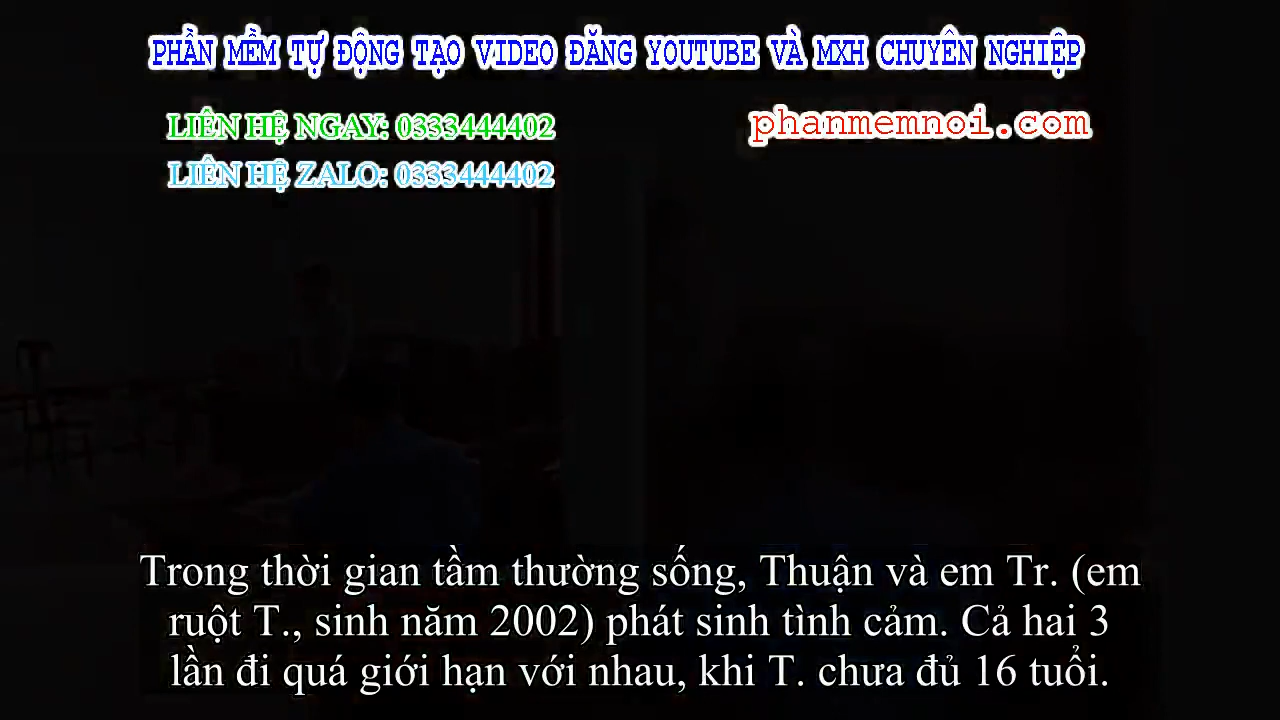 PHẦN MỀM TỰ ĐỘNG TẠO VIDEO ĐĂNG YOUTUBE VÀ MXH CHUYÊN NGHIỆP
LIÊN HỆ NGAY: 0333444402
phanmemnoi.com
LIÊN HỆ ZALO: 0333444402
Trong thời gian tầm thường sống, Thuận và em Tr. (em
ruột T., sinh năm 2002) phát sinh tình cảm. Cả hai 3
lần đi quá giới hạn với nhau, khi T. chưa đủ 16 tuổi.